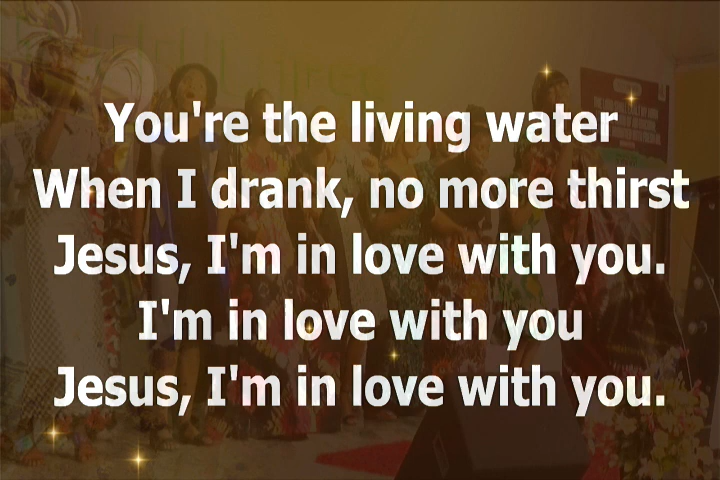 You're the living water
When I drank, no more thirst
Jesus, I'm in love with you.
I'm in love with you
Jesus, I'm in love with you.